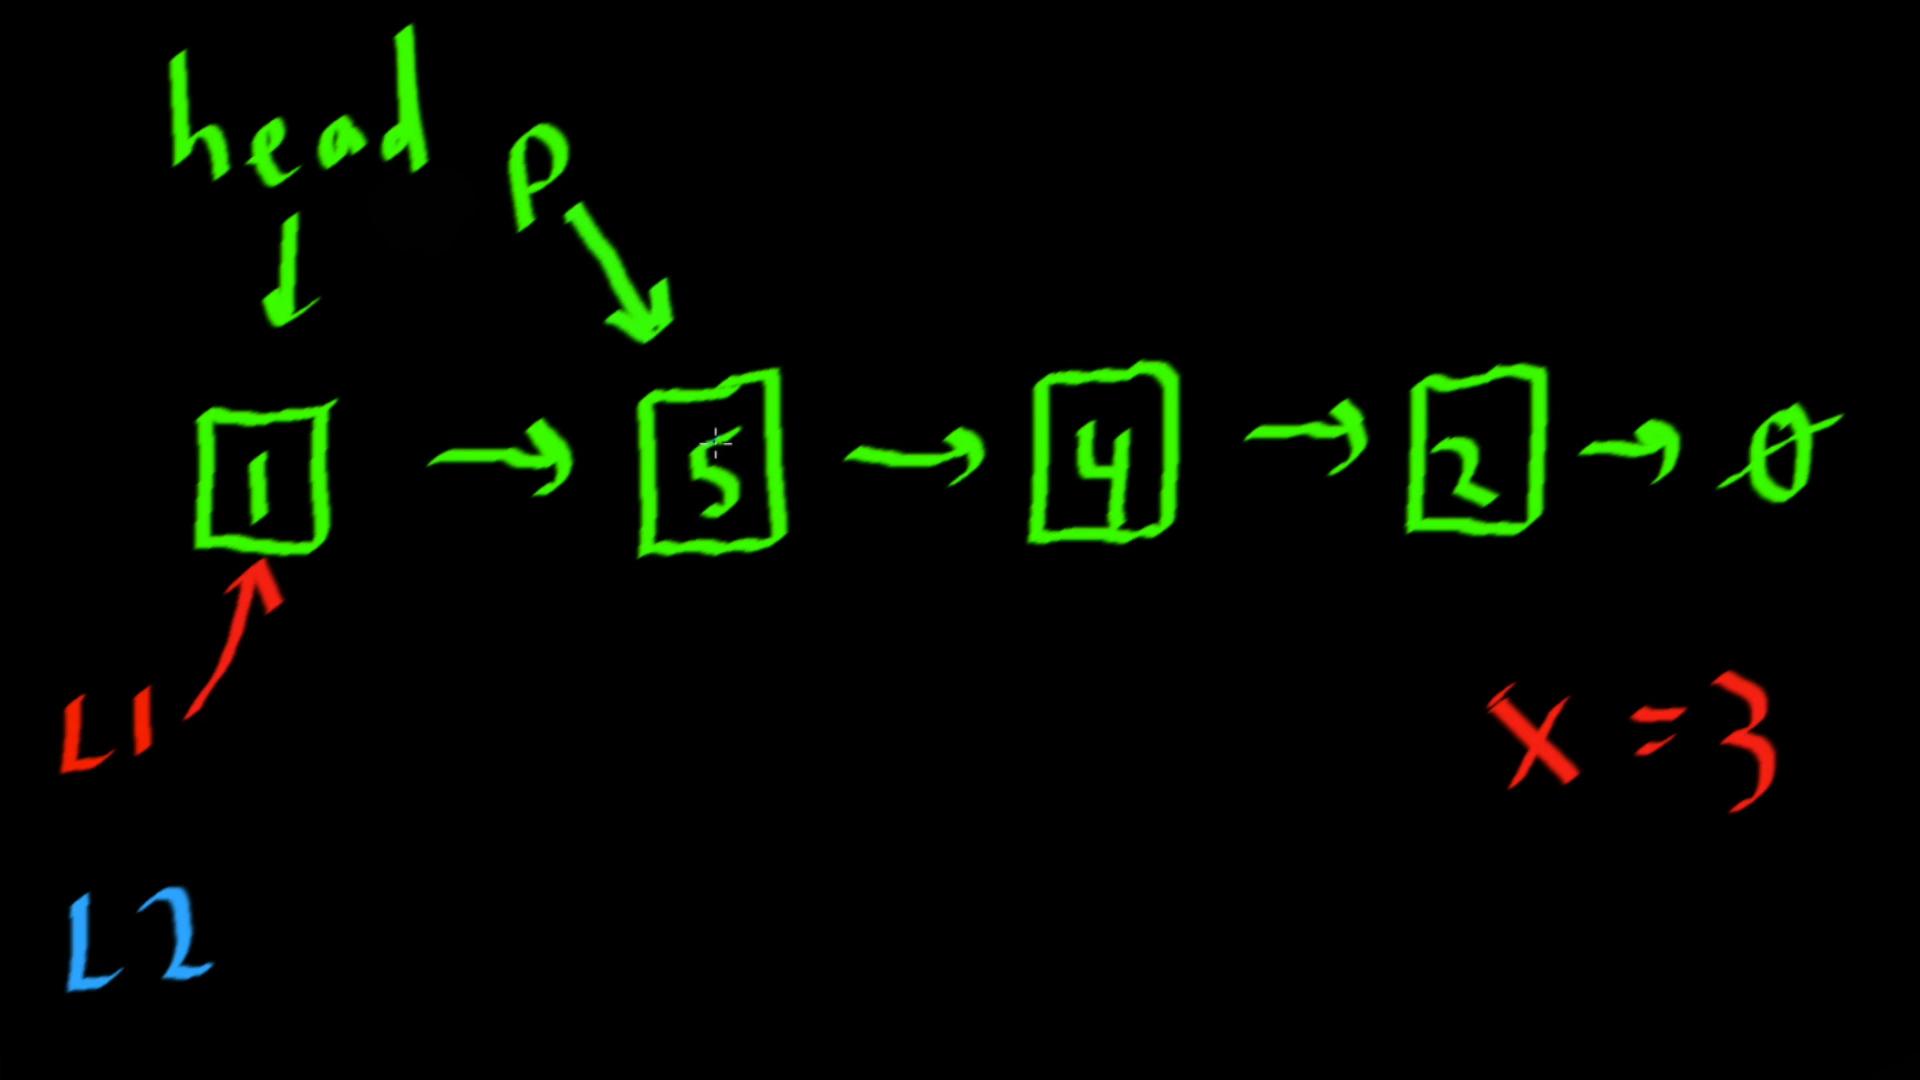 head p
1 → 5 → 4 → 2 → ∅
L1
X = 3
L2